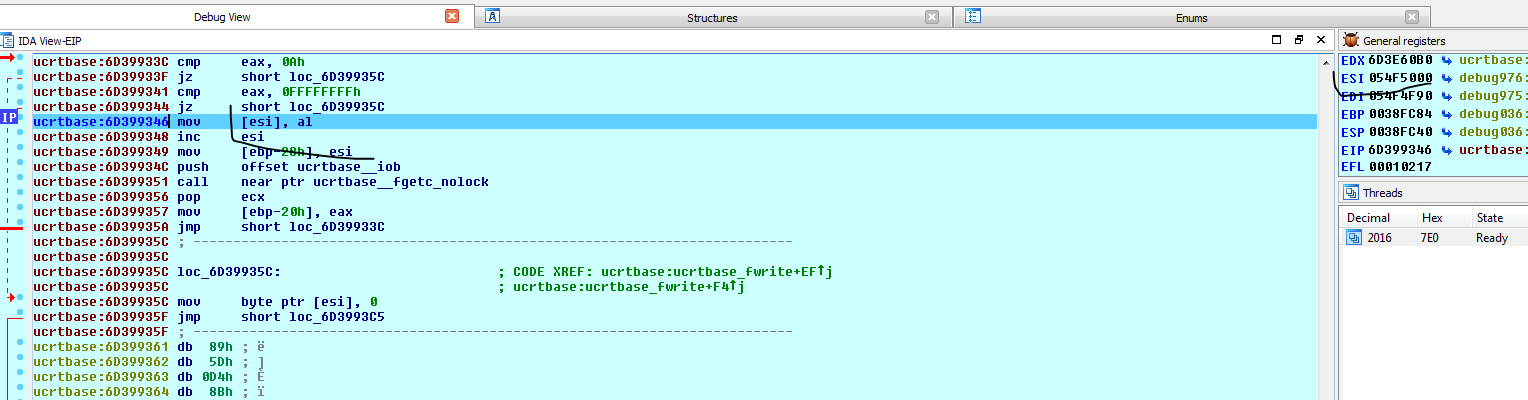 Debug View
Structures
Enums
IDA View-EIP
ucrtbase:6D39933C cmp eax, 0Ah
ucrtbase:6D39933F jz short loc_6D39935C
ucrtbase:6D399341 cmp eax, 0FFFFFFFFh
ucrtbase:6D399344 jz short loc_6D39935C
IP
ucrtbase:6D399346 mov [esi], al
ucrtbase:6D399348 inc esi
ucrtbase:6D399349 mov [ebp-28h], esi
ucrtbase:6D39934C push offset ucrtbase__iob
ucrtbase:6D399351 call near ptr ucrtbase__fgetc_nolock
ucrtbase:6D399356 pop ecx
ucrtbase:6D399357 mov [ebp-20h], eax
ucrtbase:6D39935A jmp short loc_6D39933C
ucrtbase:6D39935C ; ---------------------------------------------------------------------------
ucrtbase:6D39935C
ucrtbase:6D39935C loc_6D39935C: ; CODE XREF: ucrtbase:ucrtbase_fwrite+EF↑j
ucrtbase:6D39935C ; ucrtbase:ucrtbase_fwrite+F4↑j
ucrtbase:6D39935C mov byte ptr [esi], 0
ucrtbase:6D39935F jmp short loc_6D3993C5
ucrtbase:6D39935F ; ---------------------------------------------------------------------------
ucrtbase:6D399361 db 89h ; ë
ucrtbase:6D399362 db 5Dh ; ]
ucrtbase:6D399363 db 0D4h ; È
ucrtbase:6D399364 db 8Bh ; ï
General registers
EDX 6D3E60B0 ucrtbase:
ESI 054F5000 debug976:
EDI 054F4F90 debug975:
EBP 0038FC84 debug036:
ESP 0038FC40 debug036:
EIP 6D399346 ucrtbase:
EFL 00010217
Threads
Decimal Hex State
2016 7E0 Ready